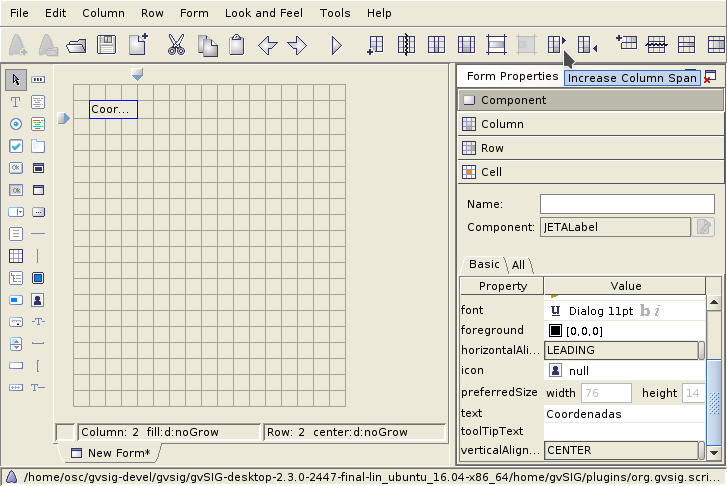 File Edit Column Row Form Look and Feel Tools Help
Form Properties
Increase Column Span
Component
Column
Row
Cell
Coor...
Name:
Component: JETALabel
Basic All
Property Value
font Dialog 11pt b i
foreground [0,0,0]
horizontalAli... LEADING
icon null
preferredSize width 76 height 14
text Coordenadas
toolTipText
verticalAlign... CENTER
Column: 2 fill:d:noGrow Row: 2 center:d:noGrow
New Form*
/home/osc/gvsig-devel/gvsig/gvSIG-desktop-2.3.0-2447-final-lin_ubuntu_16.04-x86_64/home/gvSIG/plugins/org.gvsig.scri...